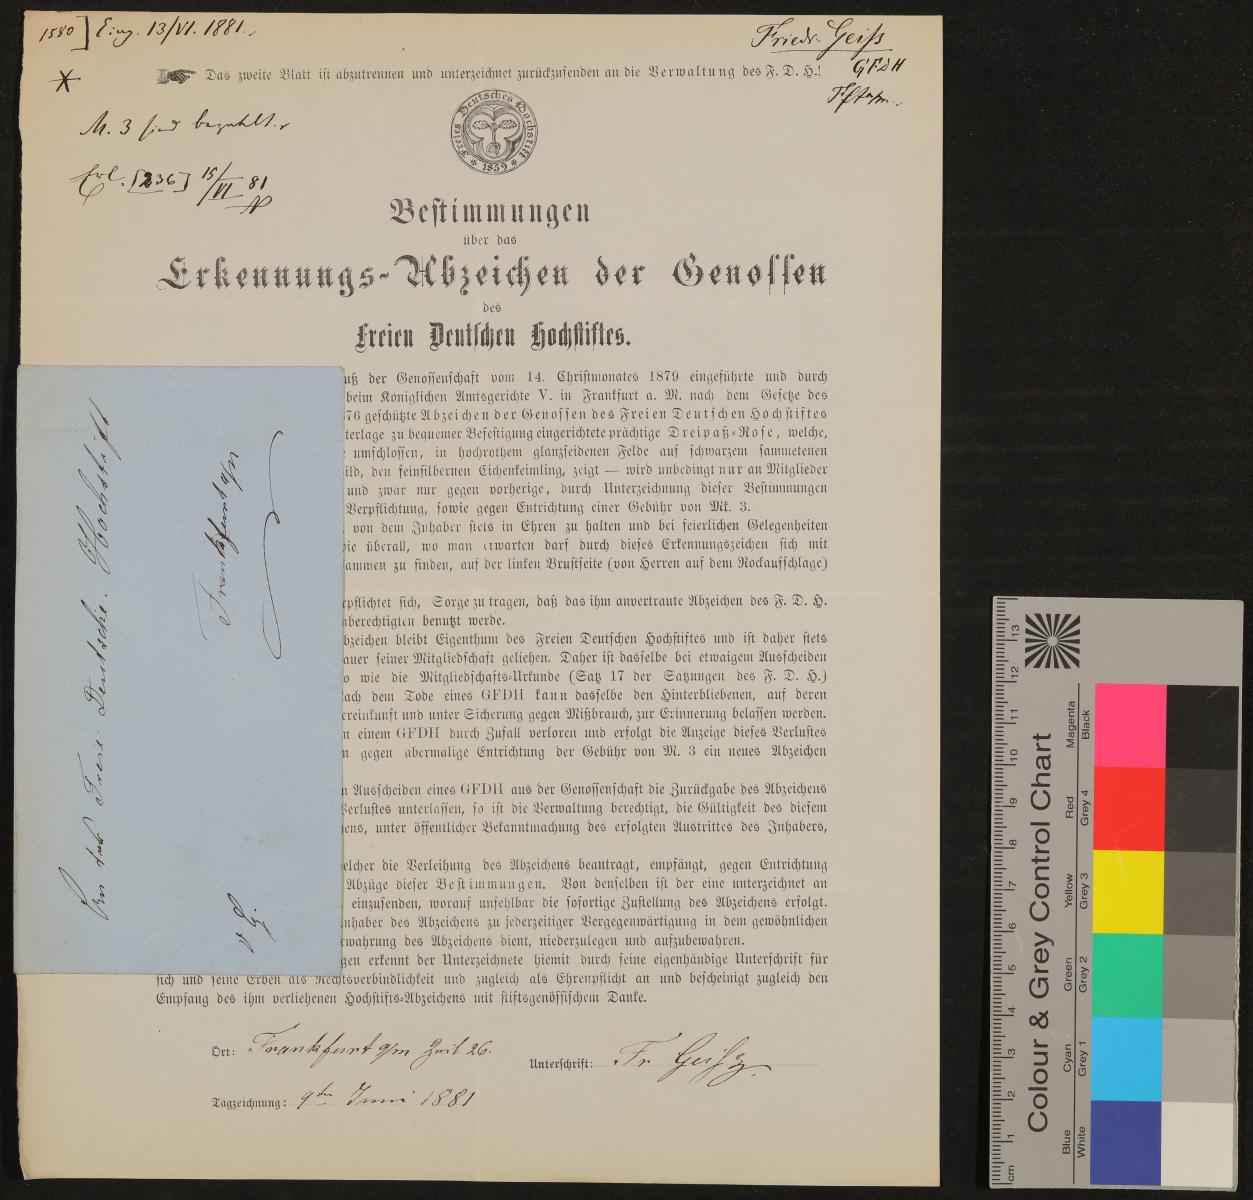 1580] Eing. 13/VI. 1881.
Friedr. Geiss
GFDH
*
Das zweite Blatt ist abzutrennen und unterzeichnet zurückzusenden an die Verwaltung des F. D. H.!
M. 3 sind bezahlt.
Erl. [236] 15/VI 81
Freies Deutsches Hochstift
* 1859 *
Bestimmungen
über das
Erkennungs-Abzeichen der Genossen
des
Freien Deutschen Hochstiftes.
uß der Genossenschaft vom 14. Christmonates 1879 eingeführte und durch
beim Königlichen Amtsgerichte V. in Frankfurt a. M. nach dem Gesetze des
76 geschützte Abzeichen der Genossen des Freien Deutschen Hochstiftes
terlage zu bequemer Befestigung eingerichtete prächtige Dreipaß-Rose, welche,
umschlossen, in hochrothem glanzseidenen Felde auf schwarzem sammetenen
ild, den feinsilbernen Eichenkeimling, zeigt — wird unbedingt nur an Mitglieder
und zwar nur gegen vorherige, durch Unterzeichnung dieser Bestimmungen
Verpflichtung, sowie gegen Entrichtung einer Gebühr von Mk. 3.
von dem Inhaber stets in Ehren zu halten und bei feierlichen Gelegenheiten
ie überall, wo man erwarten darf durch dieses Erkennungszeichen sich mit
ammen zu finden, auf der linken Brustseite (von Herren auf dem Rockaufschlage)
rpflichtet sich, Sorge zu tragen, daß das ihm anvertraute Abzeichen des F. D. H.
nberechtigten benutzt werde.
bzeichen bleibt Eigenthum des Freien Deutschen Hochstiftes und ist daher stets
auer seiner Mitgliedschaft geliehen. Daher ist dasselbe bei etwaigem Ausscheiden
o wie die Mitgliedschafts-Urkunde (Satz 17 der Satzungen des F. D. H.)
ach dem Tode eines GFDH kann dasselbe den Hinterbliebenen, auf deren
ereinkunft und unter Sicherung gegen Mißbrauch, zur Erinnerung belassen werden.
n einem GFDH durch Zufall verloren und erfolgt die Anzeige dieses Verlustes
n gegen abermalige Entrichtung der Gebühr von M. 3 ein neues Abzeichen
n Ausscheiden eines GFDH aus der Genossenschaft die Zurückgabe des Abzeichens
Verlustes unterlassen, so ist die Verwaltung berechtigt, die Gültigkeit des diesem
ens, unter öffentlicher Bekanntmachung des erfolgten Austrittes des Inhabers,
elcher die Verleihung des Abzeichens beantragt, empfängt, gegen Entrichtung
Abzüge dieser Bestimmungen. Von denselben ist der eine unterzeichnet an
einzusenden, worauf unfehlbar die sofortige Zustellung des Abzeichens erfolgt.
nhaber des Abzeichens zu jederzeitiger Vergegenwärtigung in dem gewöhnlichen
rwahrung des Abzeichens dient, niederzulegen und aufzubewahren.
gen erkennt der Unterzeichnete hiemit durch seine eigenhändige Unterschrift für
sich und seine Erben als Rechtsverbindlichkeit und zugleich als Ehrenpflicht an und bescheinigt zugleich den
Empfang des ihm verliehenen Hochstifts-Abzeichens mit stiftsgenössischem Danke.
Ort: Frankfurt a/m Zeil 26.
Unterschrift: Fr Geiss
Tagzeichnung: 9ten Juni 1881
An das Freie Deutsche Hochstift
Frankfurt a/m
Colour & Grey Control Chart
Blue Cyan Green Yellow Red Magenta
White Grey 1 Grey 2 Grey 3 Grey 4 Black
cm 1 2 3 4 5 6 7 8 9 10 11 12 13